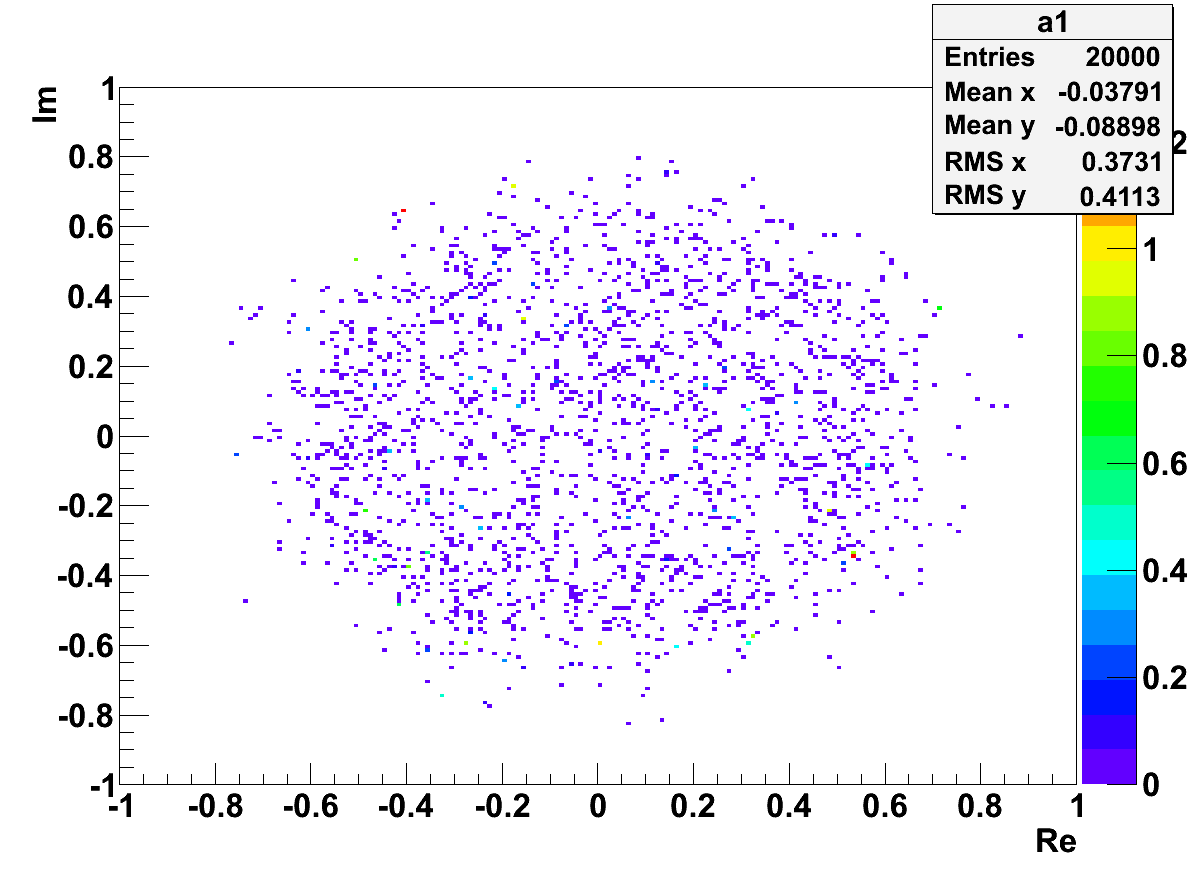 a1
Entries 20000
Mean x -0.03791
Mean y -0.08898
RMS x 0.3731
RMS y 0.4113
Im
1
0.8
0.6
0.4
0.2
0
-0.2
-0.4
-0.6
-0.8
-1
-1 -0.8 -0.6 -0.4 -0.2 0 0.2 0.4 0.6 0.8 1
Re
2
1
0.8
0.6
0.4
0.2
0